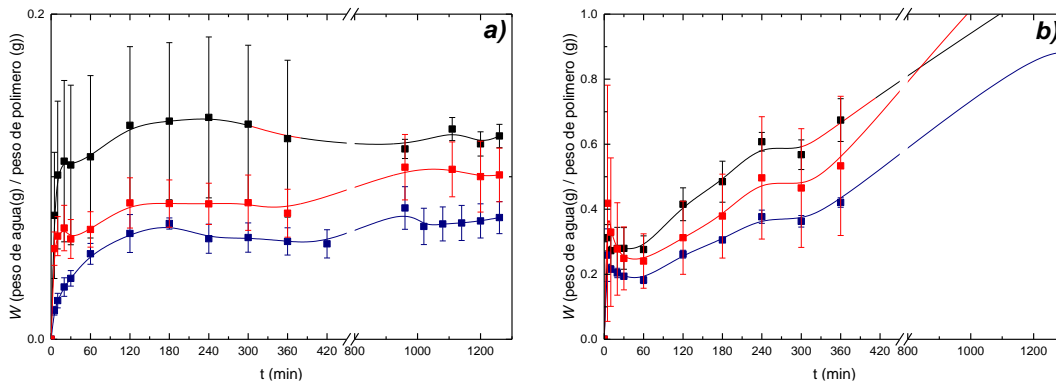 a)
0.2
0.0
W (peso de agua(g) / peso de polimero (g))
0 60 120 180 240 300 360 420 800 1000 1200
t (min)
b)
1.0
0.8
0.6
0.4
0.2
0.0
W (peso de agua(g) / peso de polimero (g))
0 60 120 180 240 300 360 420 800 1000 1200
t (min)